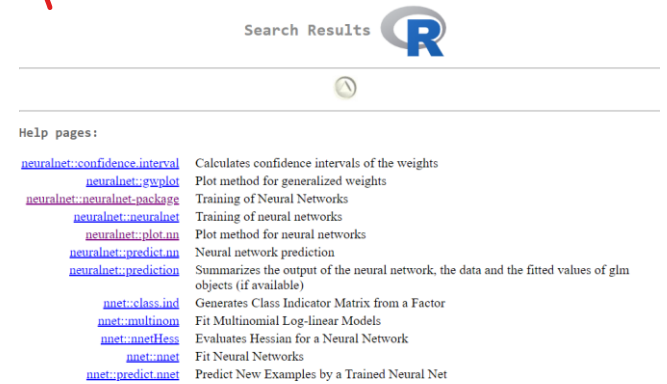 Search Results R
Help pages:
neuralnet::confidence.interval Calculates confidence intervals of the weights
neuralnet::gwplot Plot method for generalized weights
neuralnet::neuralnet-package Training of Neural Networks
neuralnet::neuralnet Training of neural networks
neuralnet::plot.nn Plot method for neural networks
neuralnet::predict.nn Neural network prediction
neuralnet::prediction Summarizes the output of the neural network, the data and the fitted values of glm
objects (if available)
nnet::class.ind Generates Class Indicator Matrix from a Factor
nnet::multinom Fit Multinomial Log-linear Models
nnet::nnetHess Evaluates Hessian for a Neural Network
nnet::nnet Fit Neural Networks
nnet::predict.nnet Predict New Examples by a Trained Neural Net